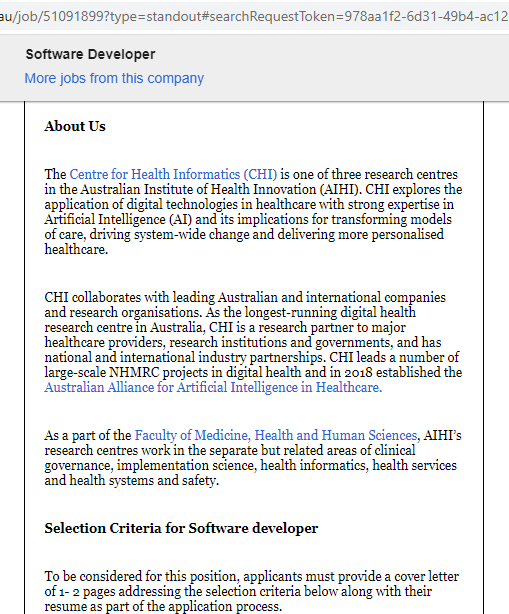 au/job/51091899?type=standout#searchRequestToken=978aa1f2-6d31-49b4-ac12
Software Developer
More jobs from this company
About Us
The Centre for Health Informatics (CHI) is one of three research centres
in the Australian Institute of Health Innovation (AIHI). CHI explores the
application of digital technologies in healthcare with strong expertise in
Artificial Intelligence (AI) and its implications for transforming models
of care, driving system-wide change and delivering more personalised
healthcare.
CHI collaborates with leading Australian and international companies
and research organisations. As the longest-running digital health
research centre in Australia, CHI is a research partner to major
healthcare providers, research institutions and governments, and has
national and international industry partnerships. CHI leads a number of
large-scale NHMRC projects in digital health and in 2018 established the
Australian Alliance for Artificial Intelligence in Healthcare.
As a part of the Faculty of Medicine, Health and Human Sciences, AIHI’s
research centres work in the separate but related areas of clinical
governance, implementation science, health informatics, health services
and health systems and safety.
Selection Criteria for Software developer
To be considered for this position, applicants must provide a cover letter
of 1- 2 pages addressing the selection criteria below along with their
resume as part of the application process.